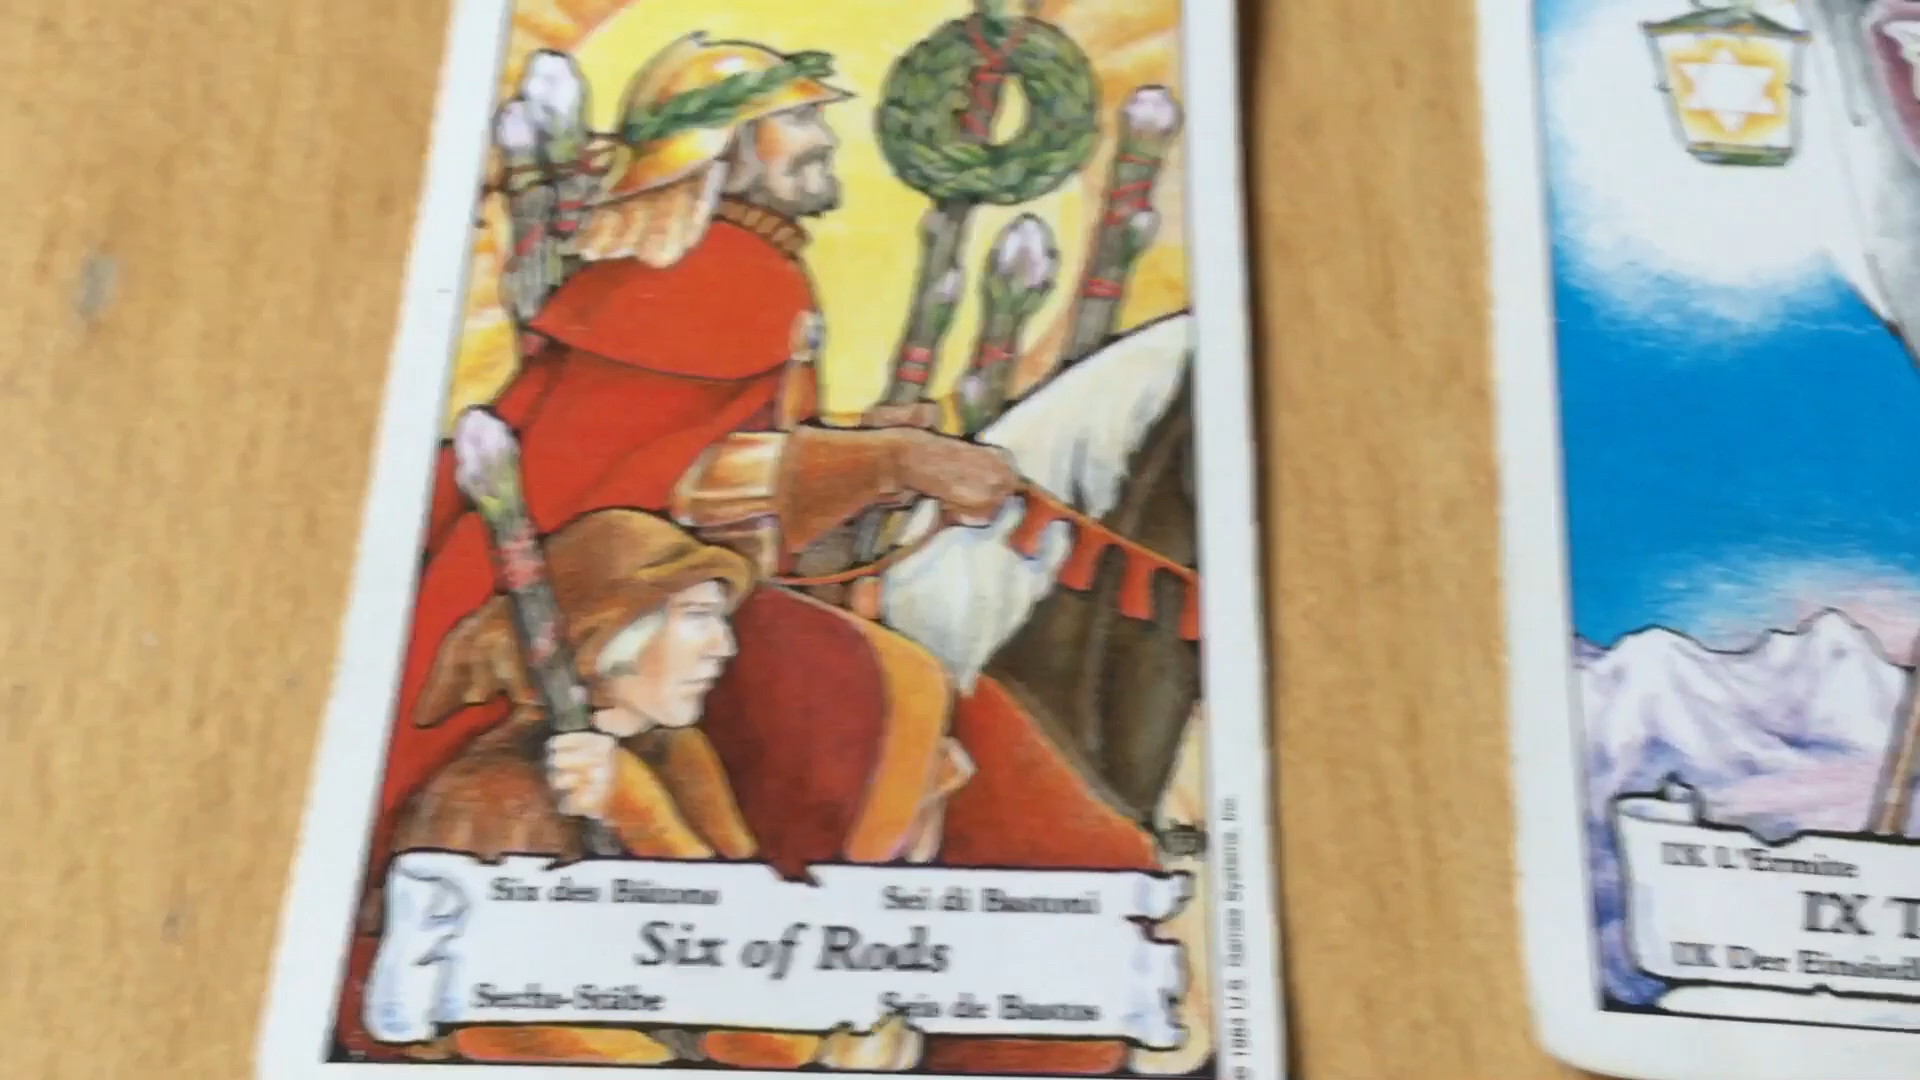 Six des Bâtons
Sei di Bastoni
Six of Rods
Sechs-Stäbe
Seis de Bastos
IX L'Ermite
IX
IX Der